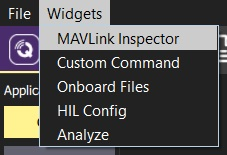 File Widgets
MAVLink Inspector
Custom Command
Onboard Files
HIL Config
Analyze